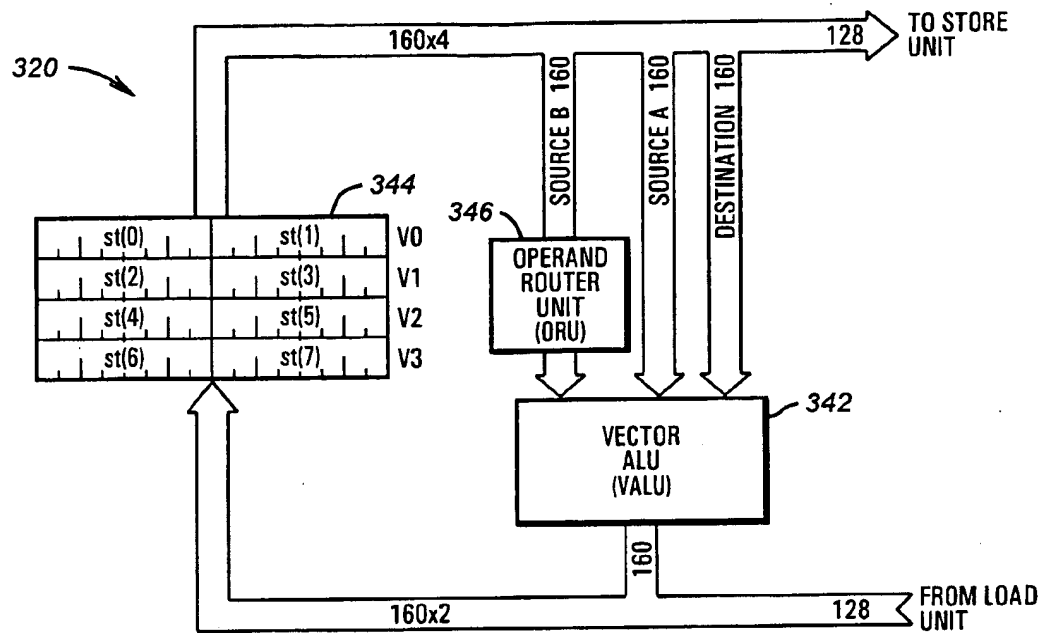 TO STORE
UNIT
160x4
128
320
SOURCE B 160
SOURCE A 160
DESTINATION 160
344
st(0) st(1) V0
st(2) st(3) V1
st(4) st(5) V2
st(6) st(7) V3
346
OPERAND
ROUTER
UNIT
(ORU)
342
VECTOR
ALU
(VALU)
160
160x2
128
FROM LOAD
UNIT